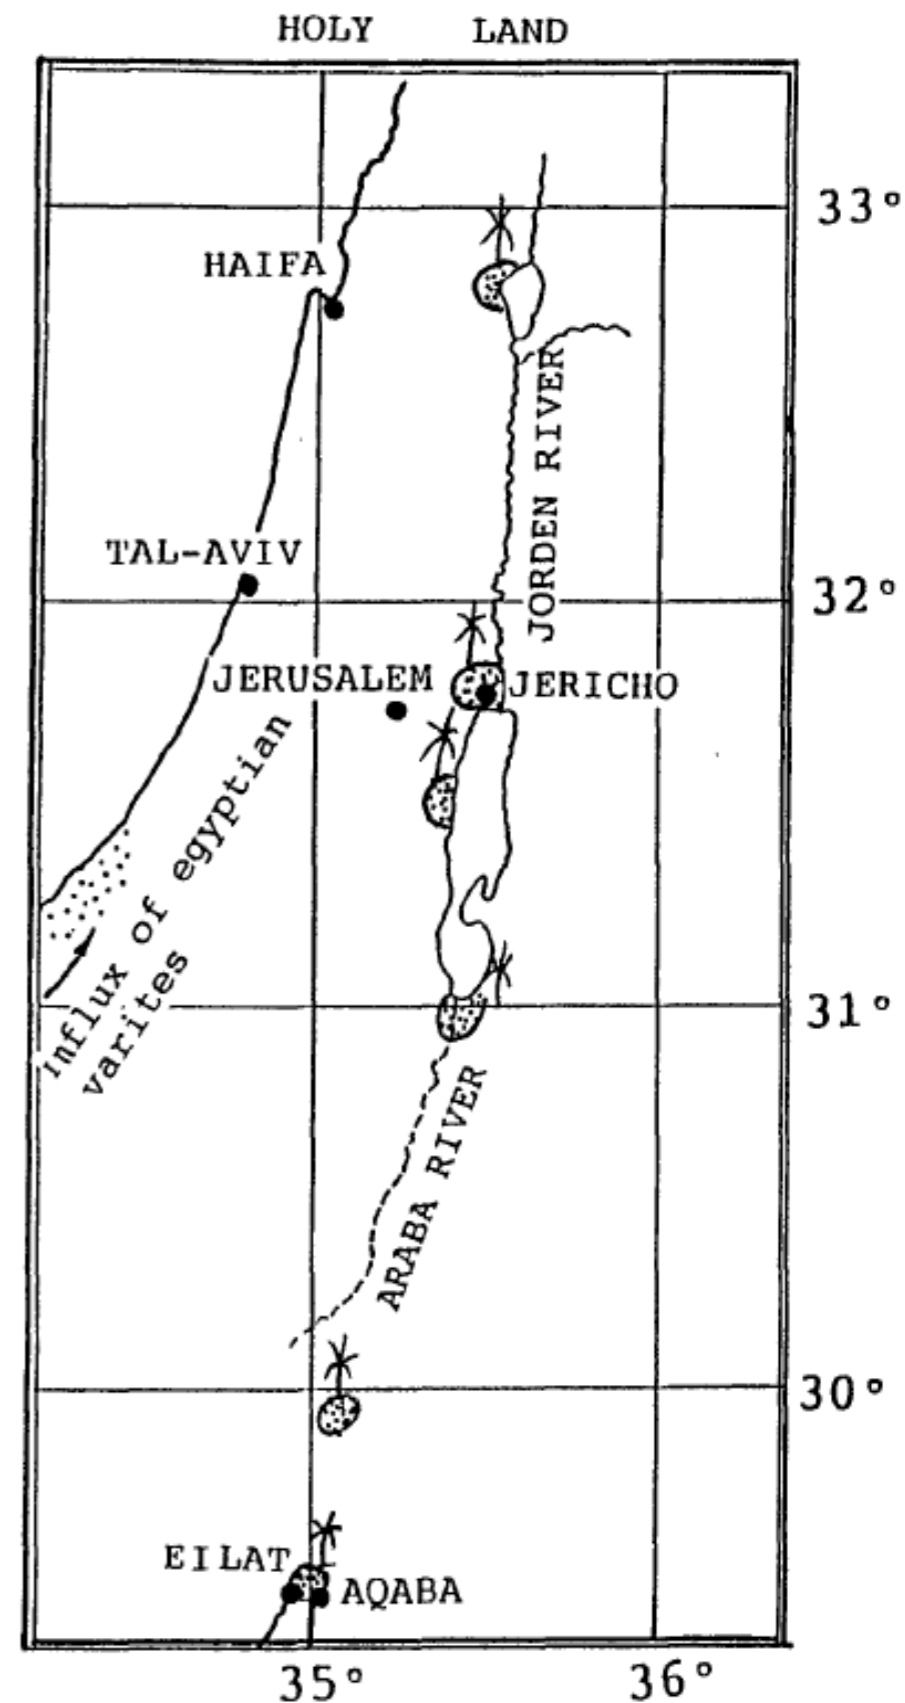 HOLY LAND
33°
HAIFA
JORDEN RIVER
TAL-AVIV
32°
JERUSALEM
JERICHO
Influx of egyptian
varites
31°
ARABA RIVER
30°
EILAT
AQABA
35°
36°